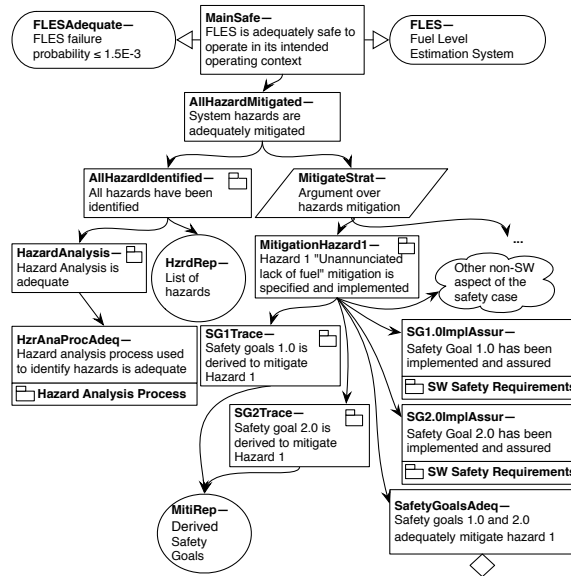 FLESAdequate—
FLES failure
probability ≤ 1.5E-3
MainSafe—
FLES is adequately safe to
operate in its intended
operating context
FLES—
Fuel Level
Estimation System
AllHazardMitigated—
System hazards are
adequately mitigated
AllHazardIdentified—
All hazards have been
identified
MitigateStrat—
Argument over
hazards mitigation
HazardAnalysis—
Hazard Analysis is
adequate
HzrdRep—
List of
hazards
MitigationHazard1—
Hazard 1 "Unannunciated
lack of fuel" mitigation is
specified and implemented
...
Other non-SW
aspect of the
safety case
HzrAnaProcAdeq—
Hazard analysis process used
to identify hazards is adequate
Hazard Analysis Process
SG1Trace—
Safety goals 1.0 is
derived to mitigate
Hazard 1
SG1.0ImplAssur—
Safety Goal 1.0 has been
implemented and assured
SW Safety Requirements
SG2Trace—
Safety goal 2.0 is
derived to mitigate
Hazard 1
SG2.0ImplAssur—
Safety Goal 2.0 has been
implemented and assured
SW Safety Requirements
MitiRep—
Derived
Safety
Goals
SafetyGoalsAdeq—
Safety goals 1.0 and 2.0
adequately mitigate hazard 1